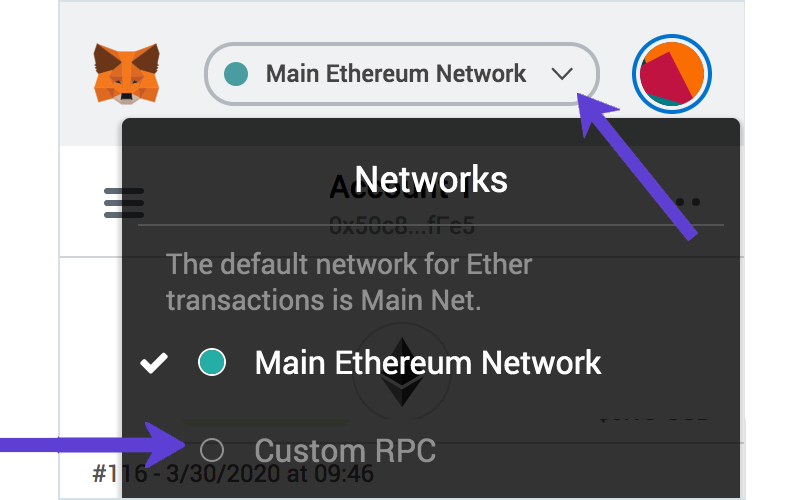 Main Ethereum Network
Networks
Account 1
0x50c8...fFe5
The default network for Ether
transactions is Main Net.
Main Ethereum Network
Custom RPC
#116 - 3/30/2020 at 09:46